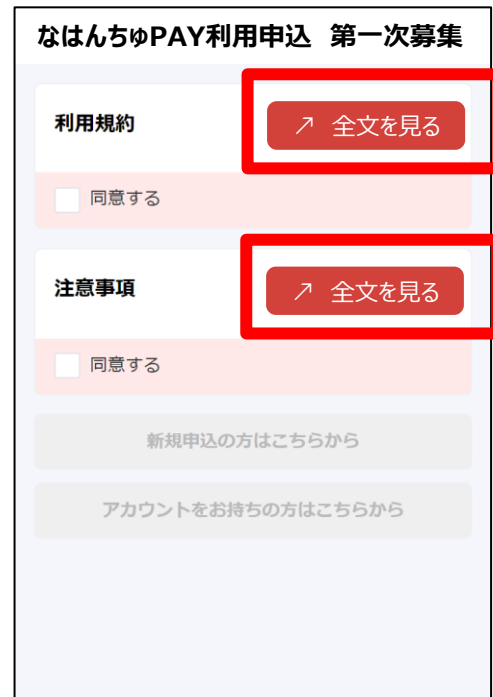 なはんちゅPAY利用申込 第一次募集
利用規約
↗ 全文を見る
同意する
注意事項
↗ 全文を見る
同意する
新規申込の方はこちらから
アカウントをお持ちの方はこちらから